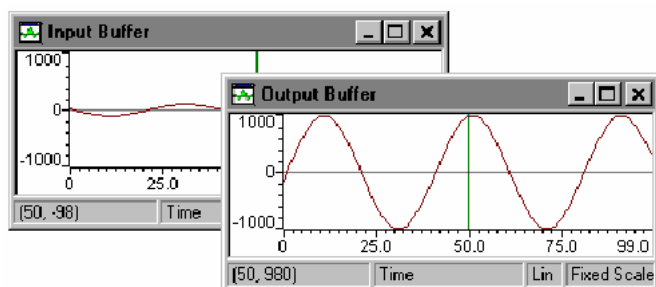 Input Buffer
1000
0
-1000
0 25.0
(50, -98) Time
Output Buffer
1000
0
-1000
0 25.0 50.0 75.0 99.0
(50, 980) Time Lin Fixed Scale